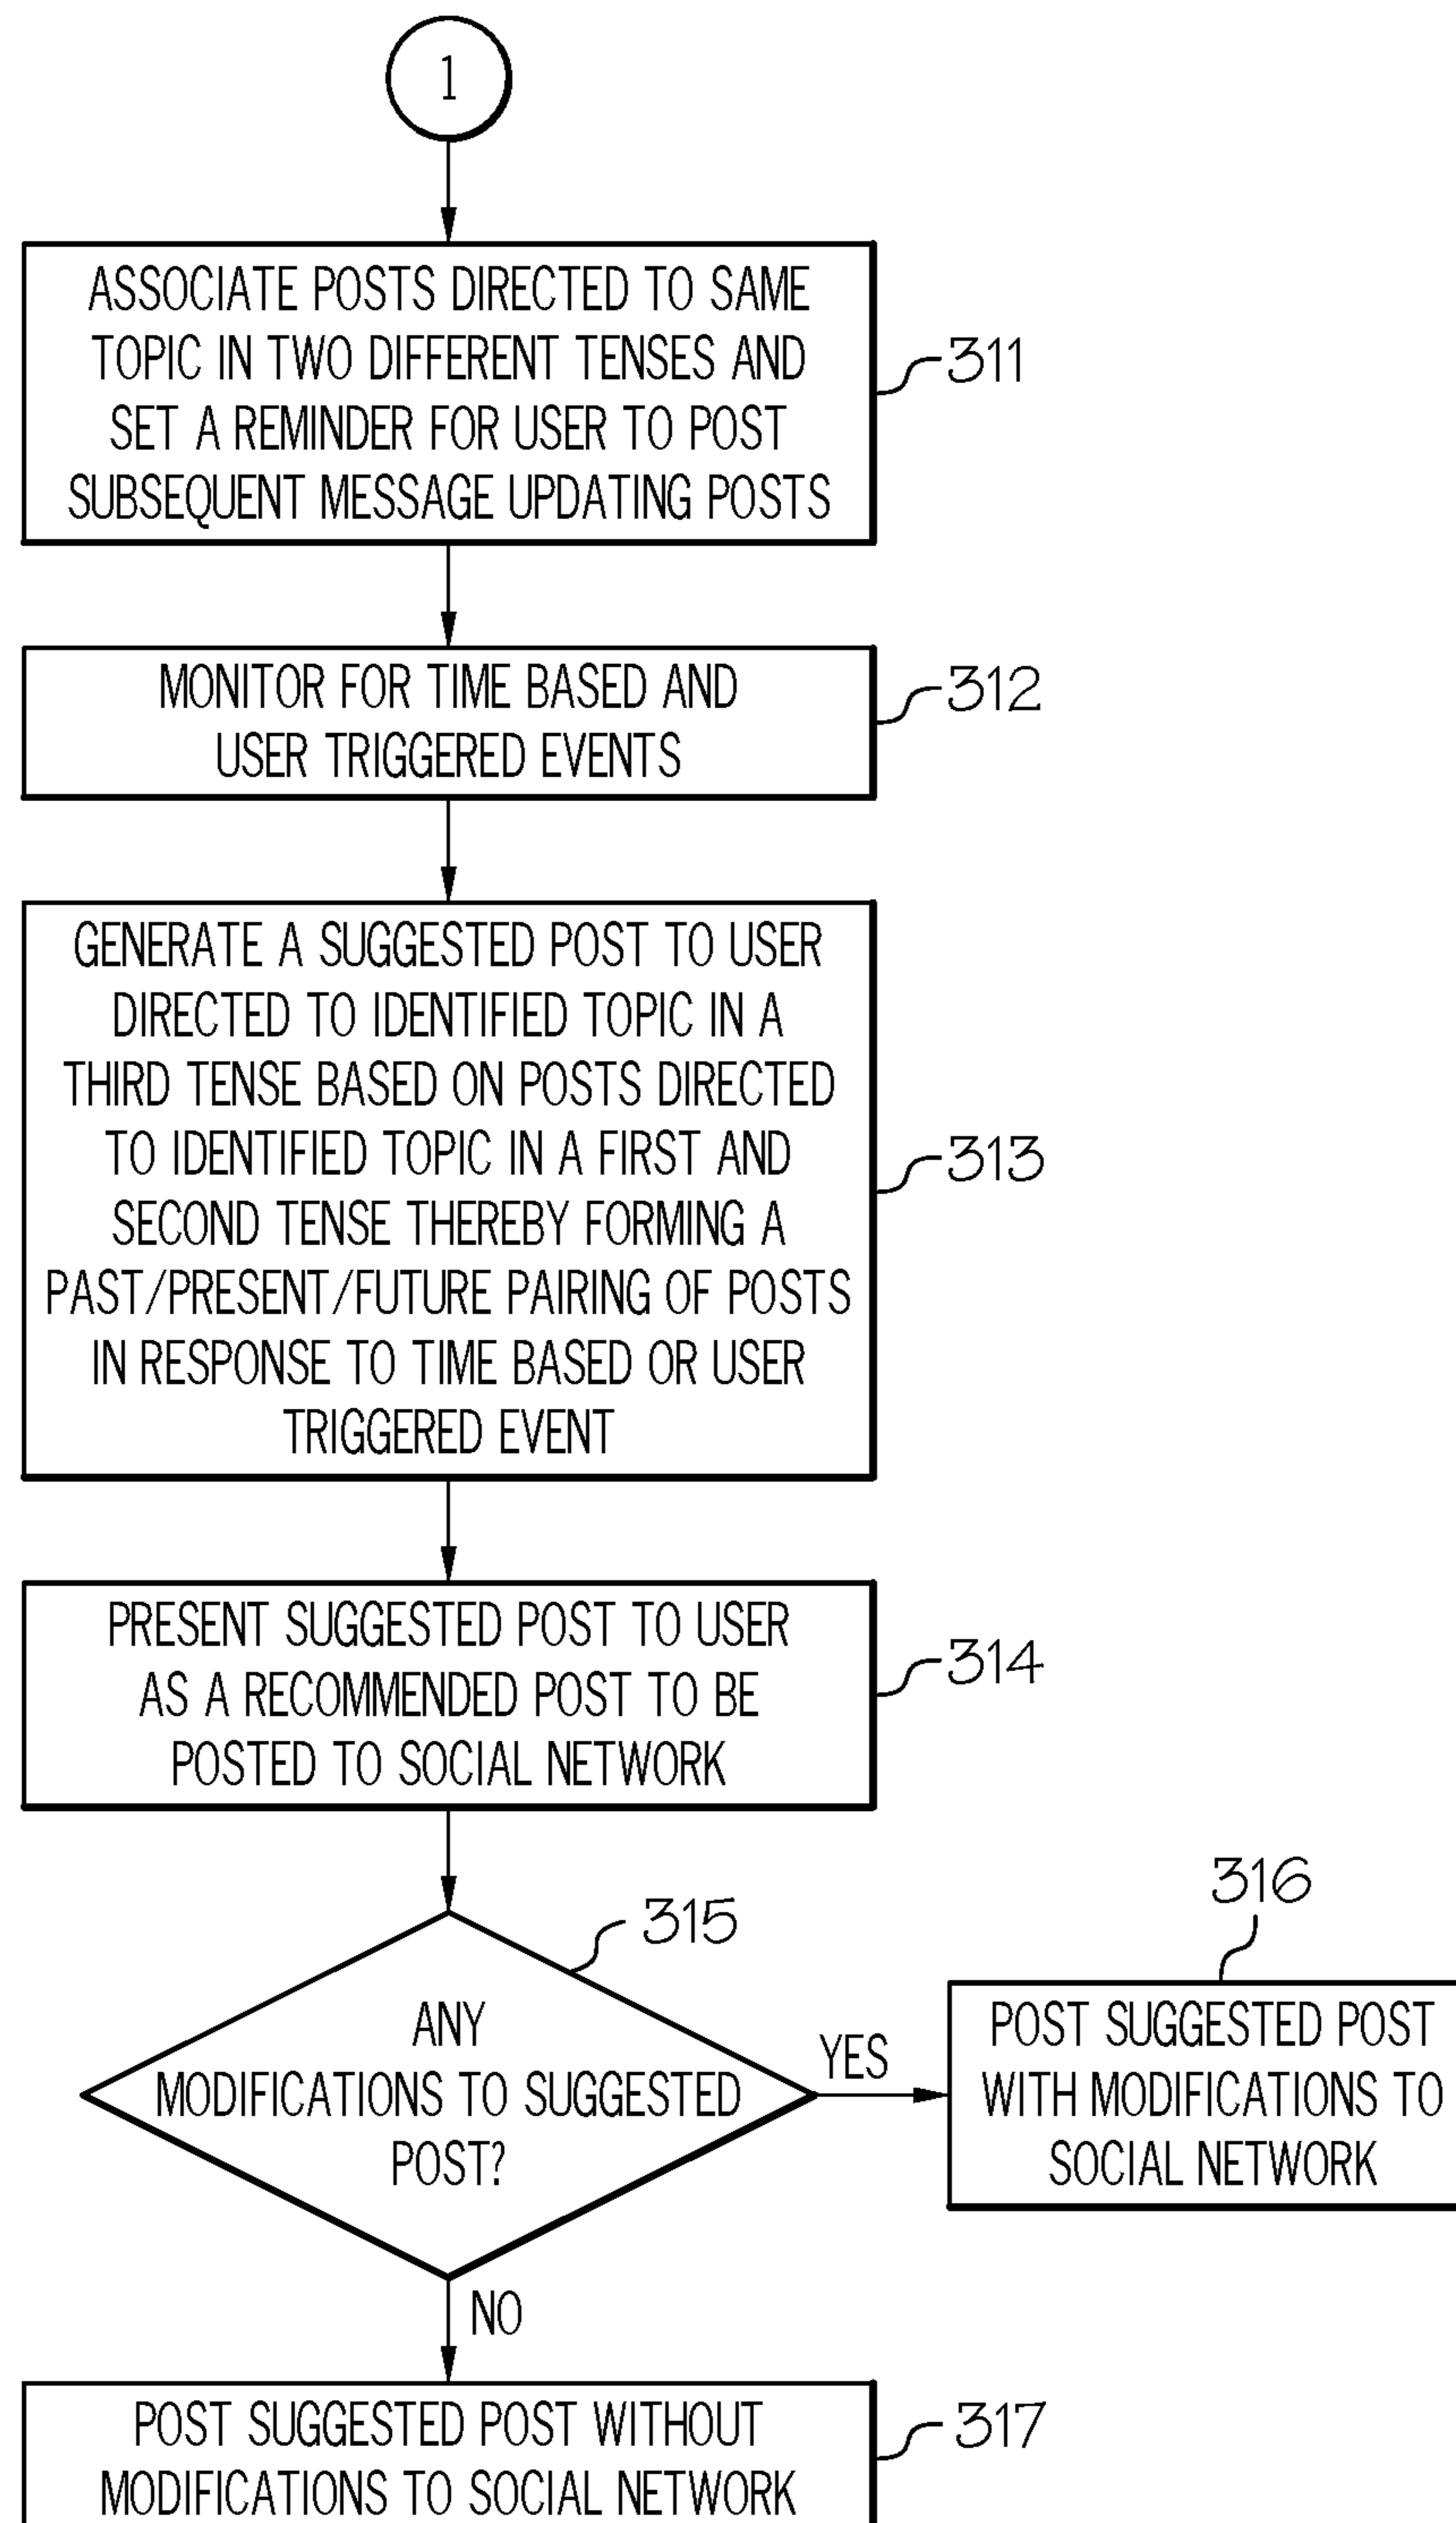 1
ASSOCIATE POSTS DIRECTED TO SAME
TOPIC IN TWO DIFFERENT TENSES AND
SET A REMINDER FOR USER TO POST
SUBSEQUENT MESSAGE UPDATING POSTS
311
MONITOR FOR TIME BASED AND
USER TRIGGERED EVENTS
312
GENERATE A SUGGESTED POST TO USER
DIRECTED TO IDENTIFIED TOPIC IN A
THIRD TENSE BASED ON POSTS DIRECTED
TO IDENTIFIED TOPIC IN A FIRST AND
SECOND TENSE THEREBY FORMING A
PAST/PRESENT/FUTURE PAIRING OF POSTS
IN RESPONSE TO TIME BASED OR USER
TRIGGERED EVENT
313
PRESENT SUGGESTED POST TO USER
AS A RECOMMENDED POST TO BE
POSTED TO SOCIAL NETWORK
314
315
ANY
MODIFICATIONS TO SUGGESTED
POST?
YES
316
POST SUGGESTED POST
WITH MODIFICATIONS TO
SOCIAL NETWORK
NO
POST SUGGESTED POST WITHOUT
MODIFICATIONS TO SOCIAL NETWORK
317